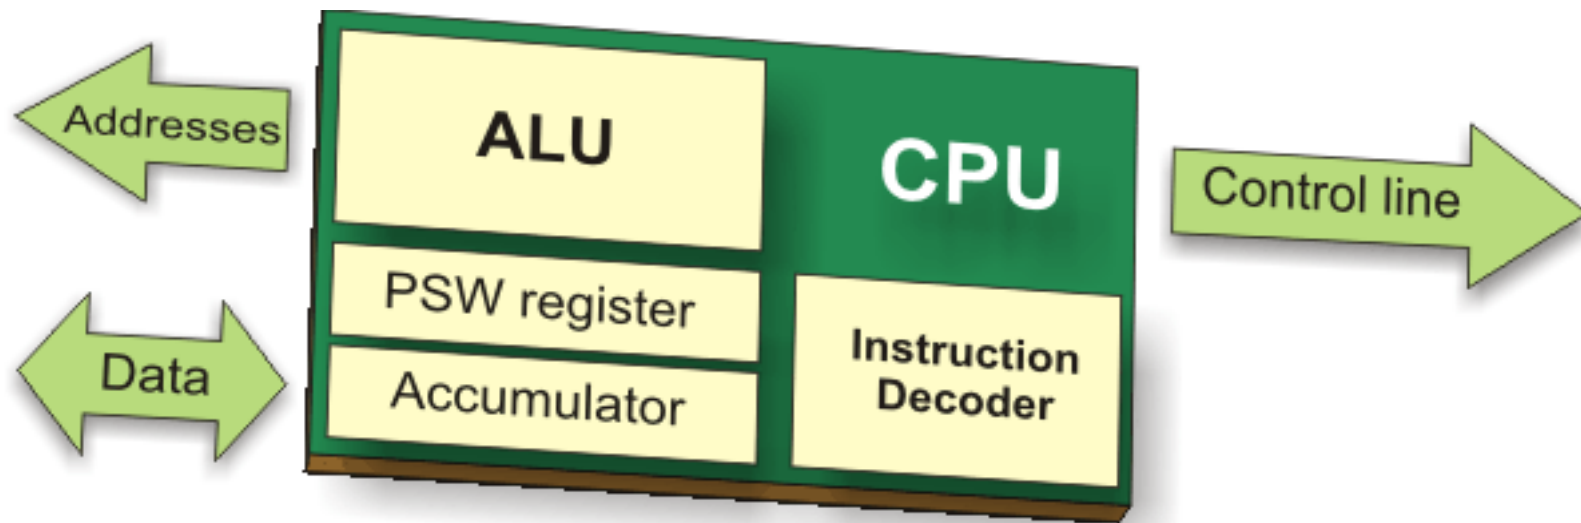 Addresses
ALU
CPU
Control line
PSW register
Data
Accumulator
Instruction
Decoder